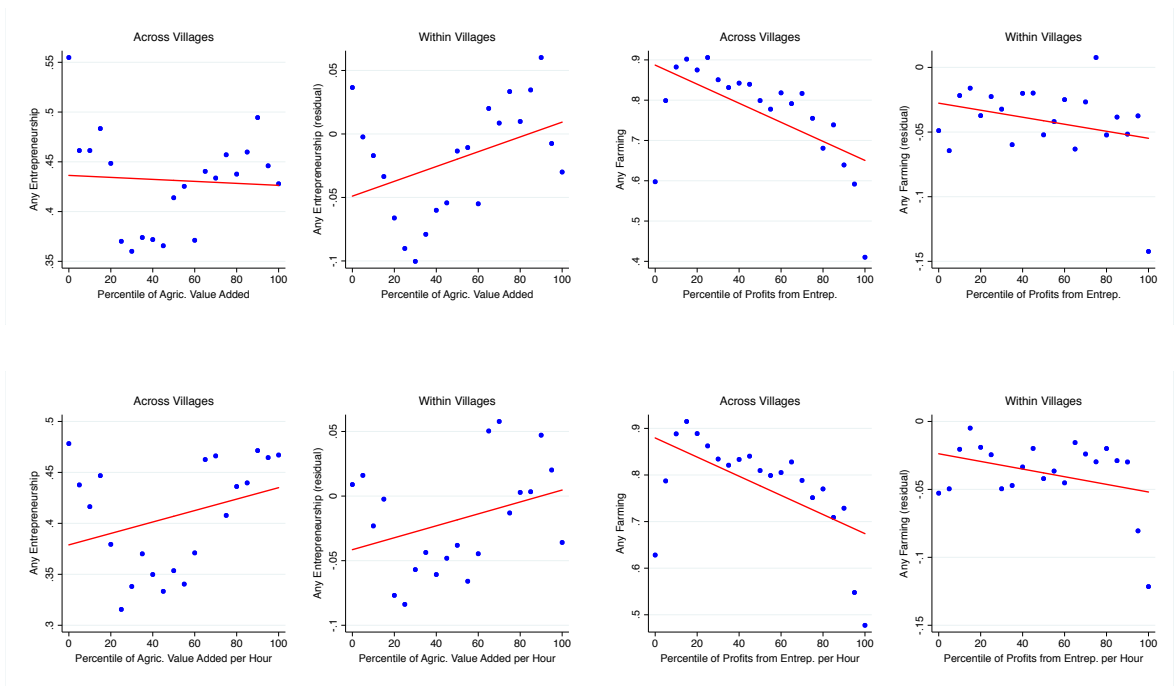 Across Villages
Any Entrepreneurship
.55
.5
.45
.4
.35
0 20 40 60 80 100
Percentile of Agric. Value Added
Within Villages
Any Entrepreneurship (residual)
.05
0
-.05
-.1
0 20 40 60 80 100
Percentile of Agric. Value Added
Across Villages
Any Farming
.9
.8
.7
.6
.5
.4
0 20 40 60 80 100
Percentile of Profits from Entrep.
Within Villages
Any Farming (residual)
0
-.05
-.1
-.15
0 20 40 60 80 100
Percentile of Profits from Entrep.
Across Villages
Any Entrepreneurship
.5
.45
.4
.35
.3
0 20 40 60 80 100
Percentile of Agric. Value Added per Hour
Within Villages
Any Entrepreneurship (residual)
.05
0
-.05
-.1
0 20 40 60 80 100
Percentile of Agric. Value Added per Hour
Across Villages
Any Farming
.9
.8
.7
.6
.5
0 20 40 60 80 100
Percentile of Profits from Entrep. per Hour
Within Villages
Any Farming (residual)
0
-.05
-.1
-.15
0 20 40 60 80 100
Percentile of Profits from Entrep. per Hour